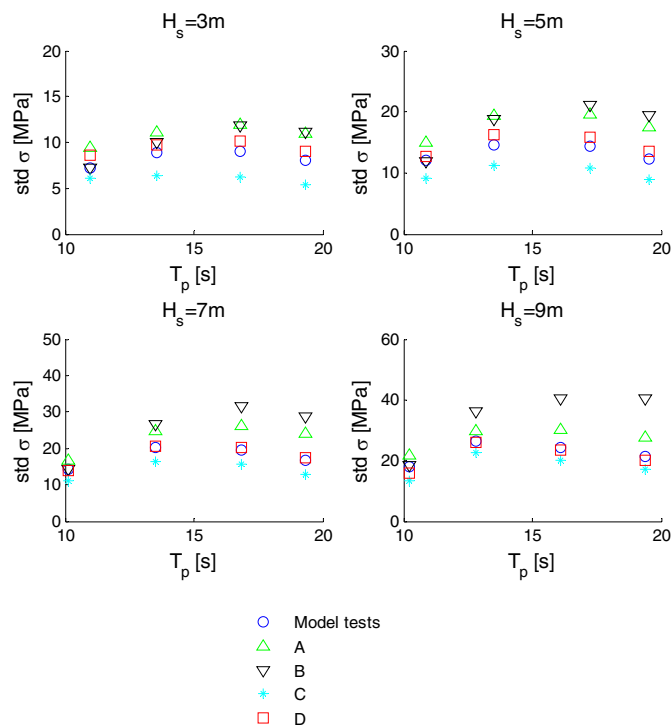 H_s=3m
H_s=5m
20
15
10
5
0
std σ [MPa]
10
15
20
T_p [s]
30
20
10
0
std σ [MPa]
10
15
20
T_p [s]
H_s=7m
H_s=9m
50
40
30
20
10
0
std σ [MPa]
10
15
20
T_p [s]
60
40
20
0
std σ [MPa]
10
15
20
T_p [s]
Model tests
A
B
C
D